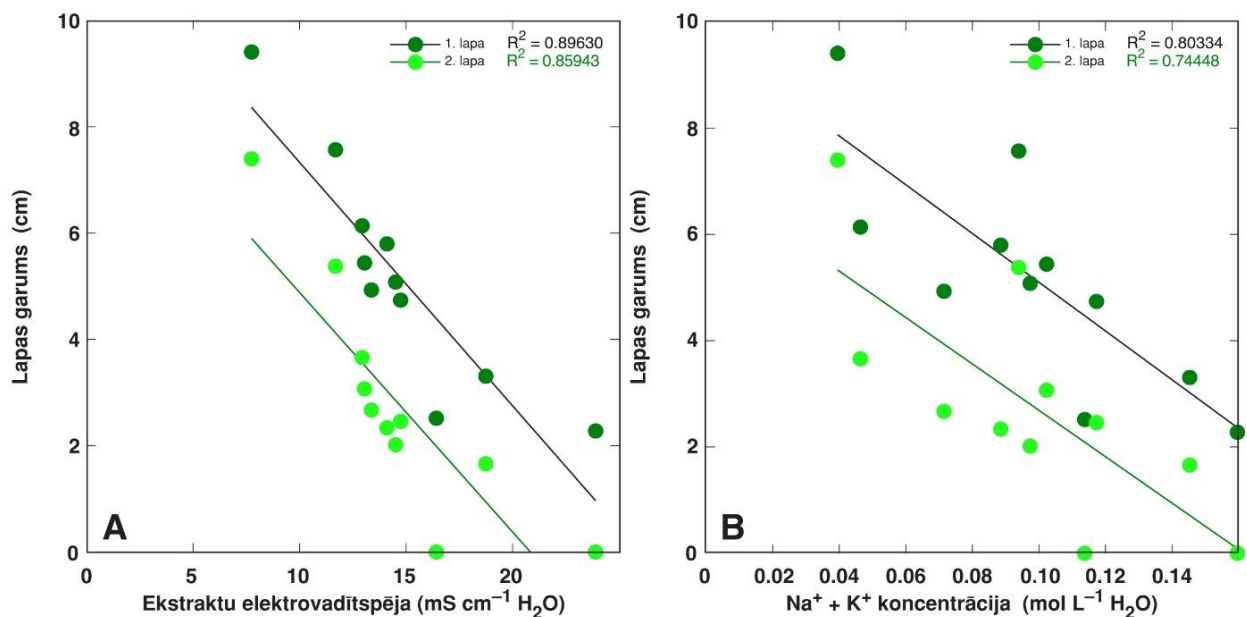 10
8
6
4
2
0
Lapas garums (cm)
1. lapa R² = 0.89630
2. lapa R² = 0.85943
A
0 5 10 15 20
Ekstraktu elektrovadītspēja (mS cm⁻¹ H₂O)
10
8
6
4
2
0
Lapas garums (cm)
1. lapa R² = 0.80334
2. lapa R² = 0.74448
B
0 0.02 0.04 0.06 0.08 0.10 0.12 0.14
Na⁺ + K⁺ koncentrācija (mol L⁻¹ H₂O)